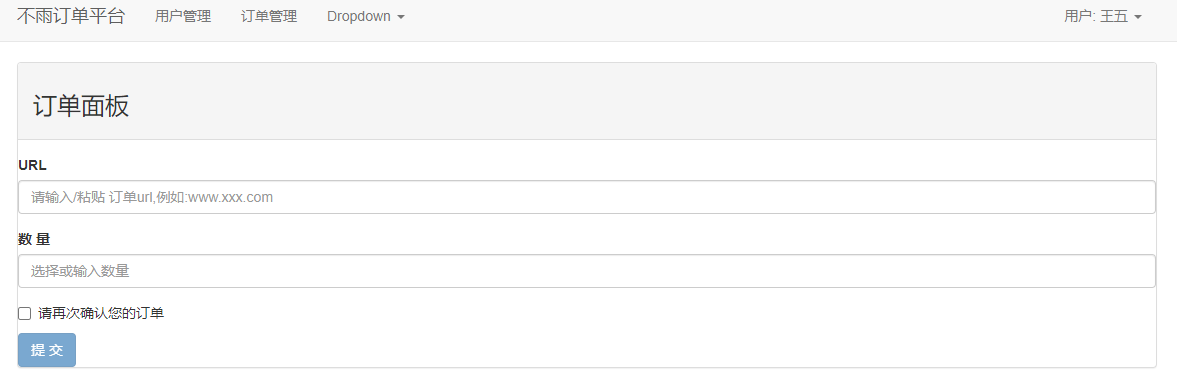 不雨订单平台 用户管理 订单管理 Dropdown 用户: 王五
订单面板
URL
请输入/粘贴 订单url,例如:www.xxx.com
数 量
选择或输入数量
请再次确认您的订单
提 交